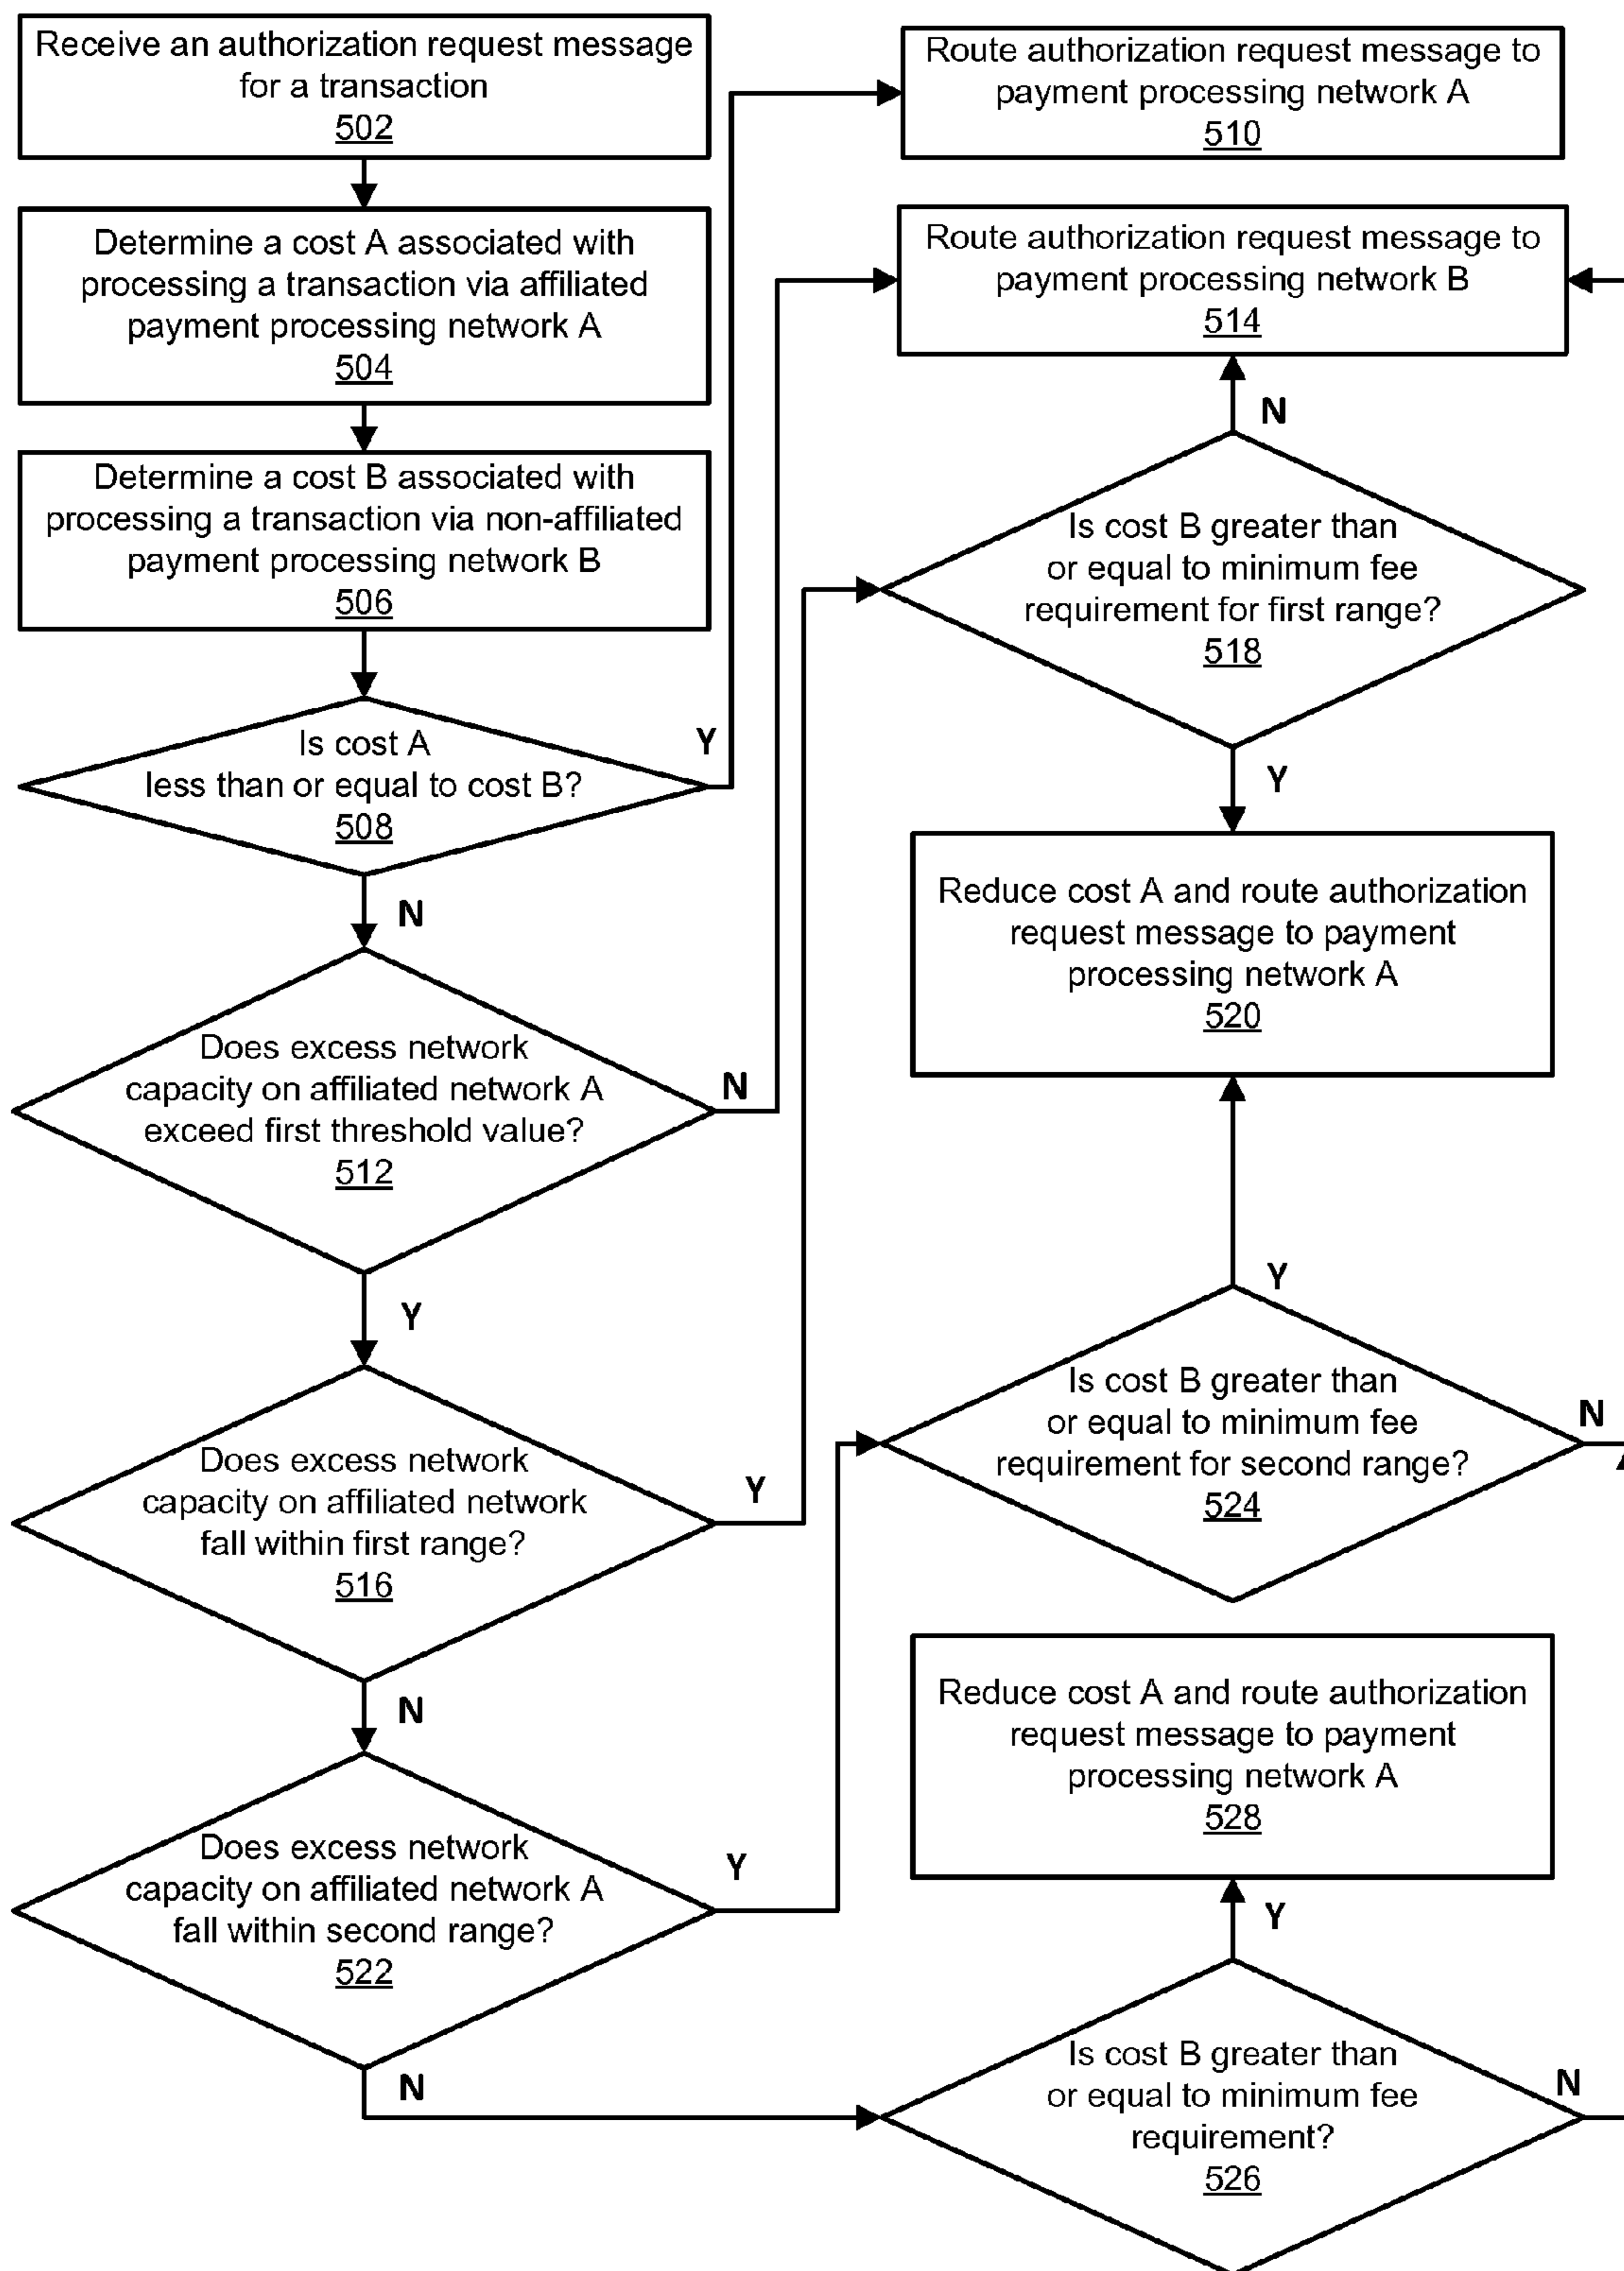 Receive an authorization request message
for a transaction
502
Determine a cost A associated with
processing a transaction via affiliated
payment processing network A
504
Determine a cost B associated with
processing a transaction via non-affiliated
payment processing network B
506
Is cost A
less than or equal to cost B?
508
Y
N
Does excess network
capacity on affiliated network A
exceed first threshold value?
512
N
Y
Does excess network
capacity on affiliated network
fall within first range?
516
Y
N
Does excess network
capacity on affiliated network A
fall within second range?
522
Y
N
Route authorization request message to
payment processing network A
510
Route authorization request message to
payment processing network B
514
N
Is cost B greater than
or equal to minimum fee
requirement for first range?
518
Y
Reduce cost A and route authorization
request message to payment
processing network A
520
Y
Is cost B greater than
or equal to minimum fee
requirement for second range?
524
N
Reduce cost A and route authorization
request message to payment
processing network A
528
Y
Is cost B greater than
or equal to minimum fee
requirement?
526
N